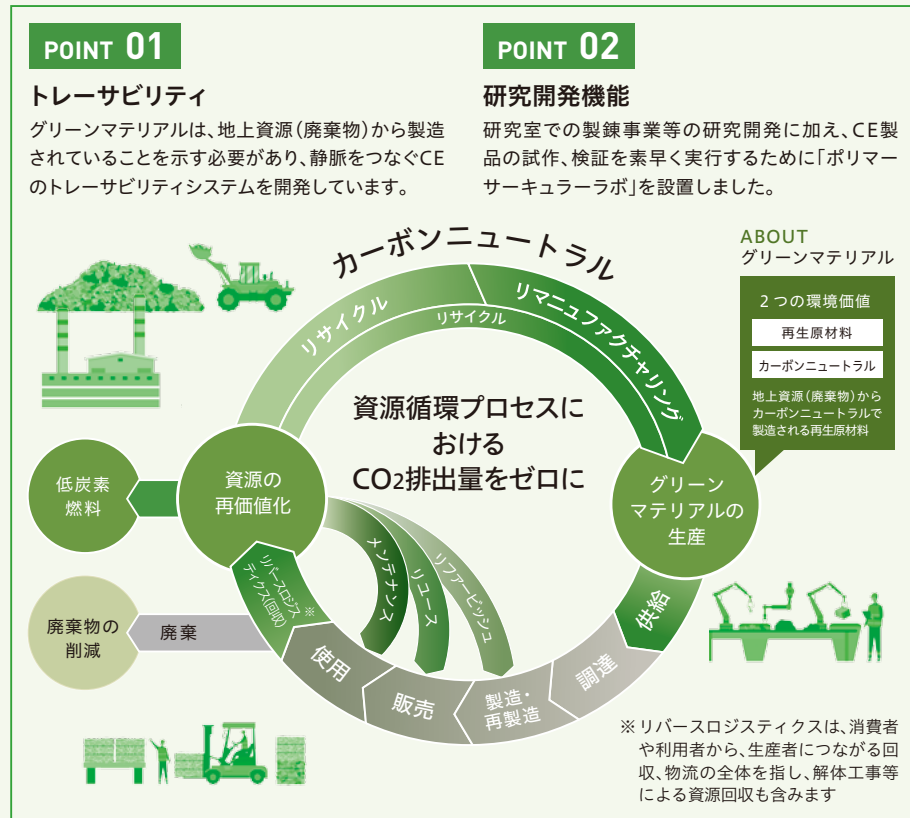 POINT 01
トレーサビリティ
グリーンマテリアルは、地上資源（廃棄物）から製造
されていることを示す必要があり、静脈をつなぐCE
のトレーサビリティシステムを開発しています。
POINT 02
研究開発機能
研究室での製錬事業等の研究開発に加え、CE製
品の試作、検証を素早く実行するために「ポリマー
サーキュラーラボ」を設置しました。
カーボンニュートラル
ABOUT
グリーンマテリアル
2つの環境価値
再生原材料
カーボンニュートラル
地上資源（廃棄物）から
カーボンニュートラルで
製造される再生原材料
リサイクル
リマニュファクチャリング
リサイクル
資源循環プロセスに
おける
CO2排出量をゼロに
低炭素
燃料
資源の
再価値化
グリーン
マテリアルの
生産
メンテナンス
リユース
リファービッシュ
リバースロジス
ティクス(回収)
※
廃棄物の
削減
廃棄
使用
販売
製造・
再製造
調達
供給
※リバースロジスティクスは、消費者
や利用者から、生産者につながる回
収、物流の全体を指し、解体工事等
による資源回収も含みます